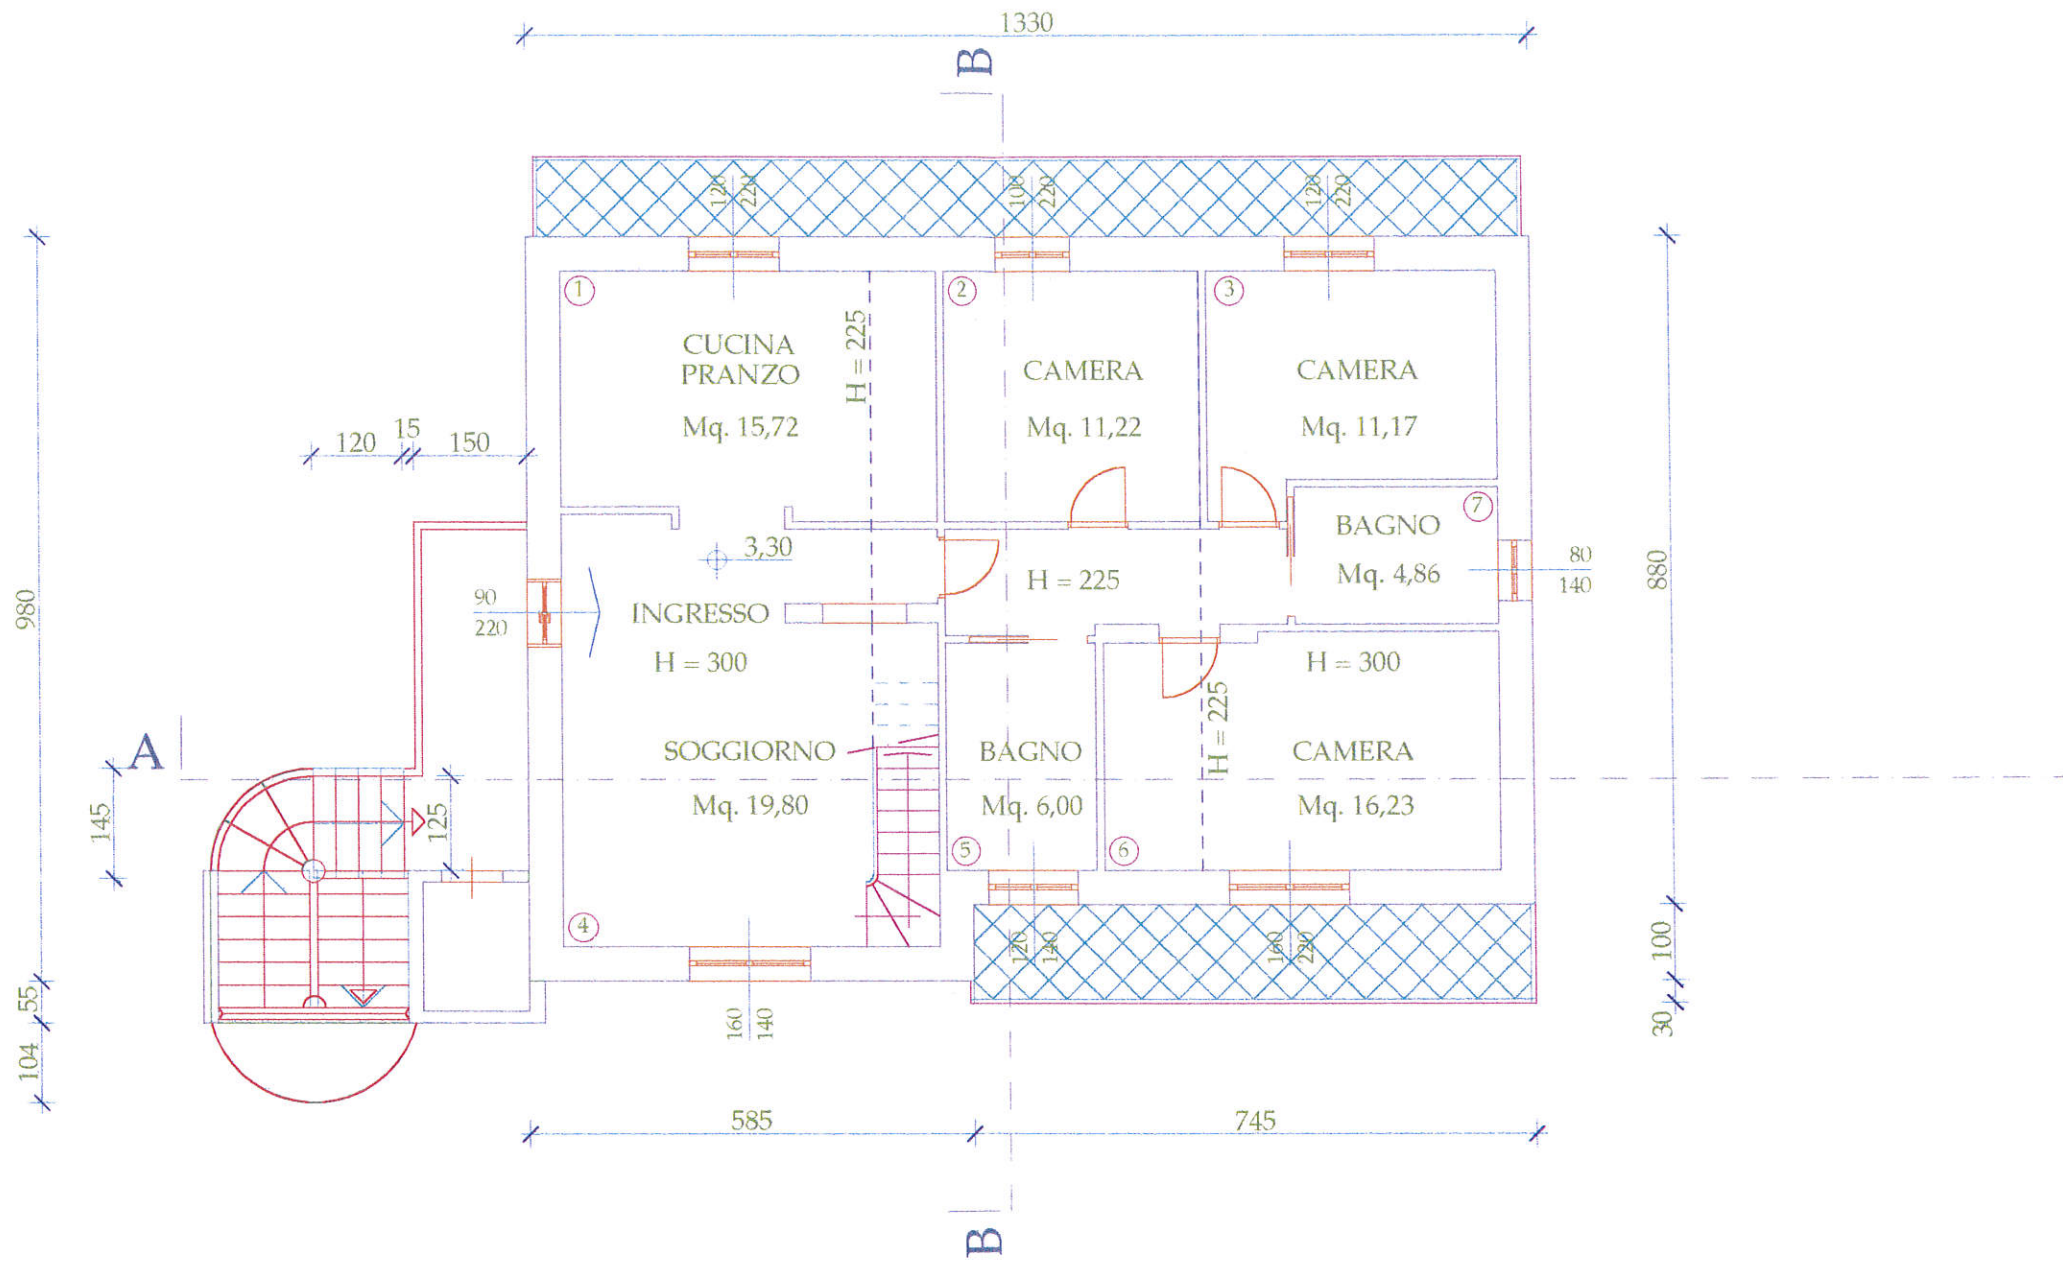 1330
B
120
220
100
220
120
220
1
2
3
CUCINA
PRANZO
Mq. 15,72
H = 225
CAMERA
Mq. 11,22
CAMERA
Mq. 11,17
120
15
150
7
BAGNO
Mq. 4,86
80
140
3,30
H = 225
90
220
INGRESSO
H = 300
H = 300
980
880
A
SOGGIORNO
Mq. 19,80
BAGNO
Mq. 6,00
H = 225
CAMERA
Mq. 16,23
145
125
5
6
4
120
140
160
220
100
30
55
104
160
140
585
745
B